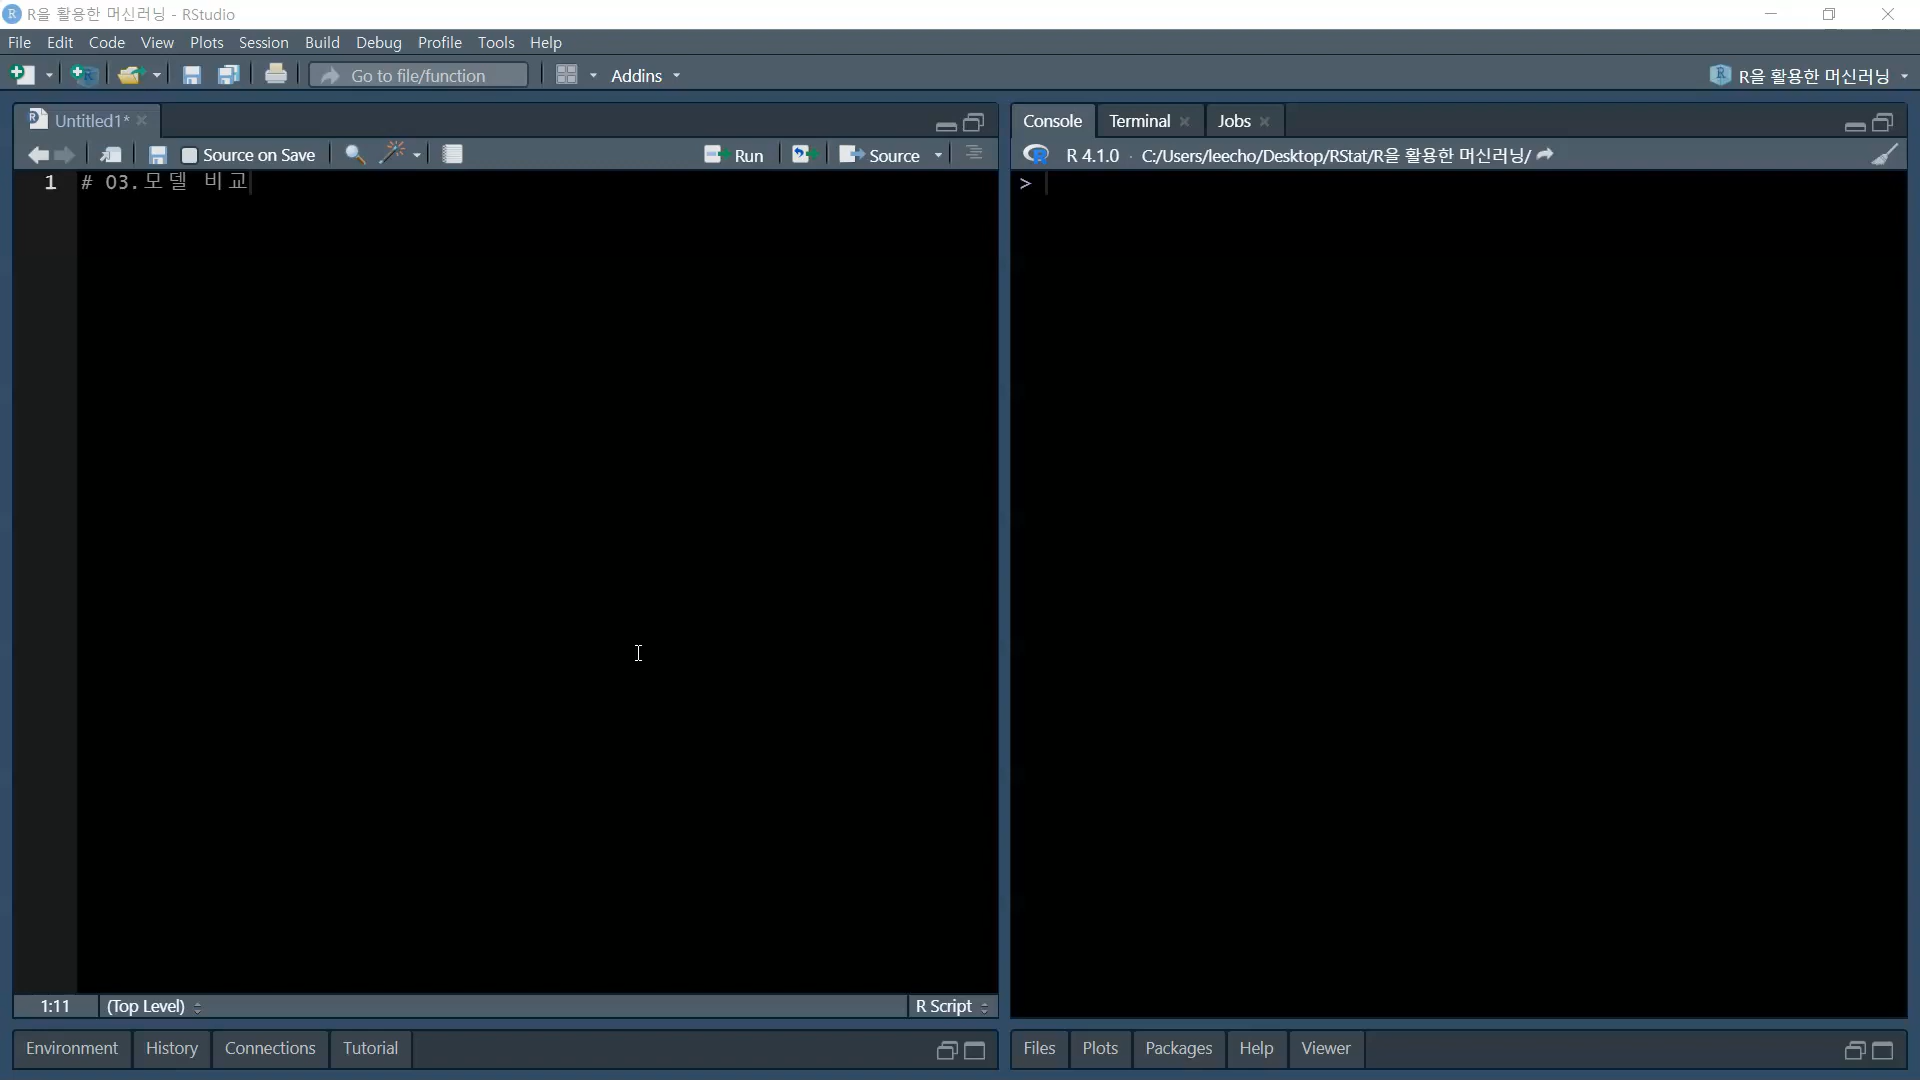 R을 활용한 머신러닝 - RStudio
File Edit Code View Plots Session Build Debug Profile Tools Help
Go to file/function Addins R을 활용한 머신러닝
Untitled1*
Source on Save Run Source
1 # 03.모델 비교
1:11 (Top Level) R Script
Environment History Connections Tutorial
Console Terminal Jobs
R 4.1.0 · C:/Users/leecho/Desktop/RStat/R을 활용한 머신러닝/
>
Files Plots Packages Help Viewer